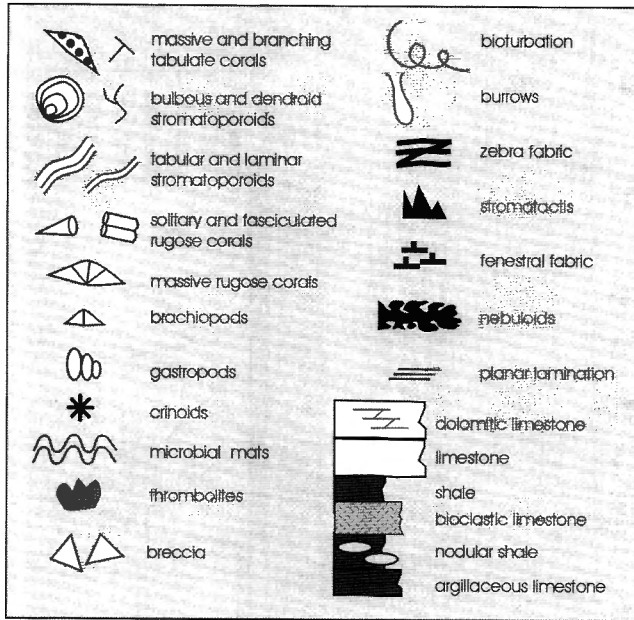 massive and branching
tabulate corals
bulbous and dendroid
stromatoporoids
tabular and laminar
stromatoporoids
solitary and fasciculated
rugose corals
massive rugose corals
brachiopods
gastropods
crinoids
microbial mats
thrombolites
breccia
bioturbation
burrows
zebra fabric
stromatactis
fenestral fabric
nebuloids
planar lamination
dolomitic limestone
limestone
shale
bioclastic limestone
nodular shale
argillaceous limestone